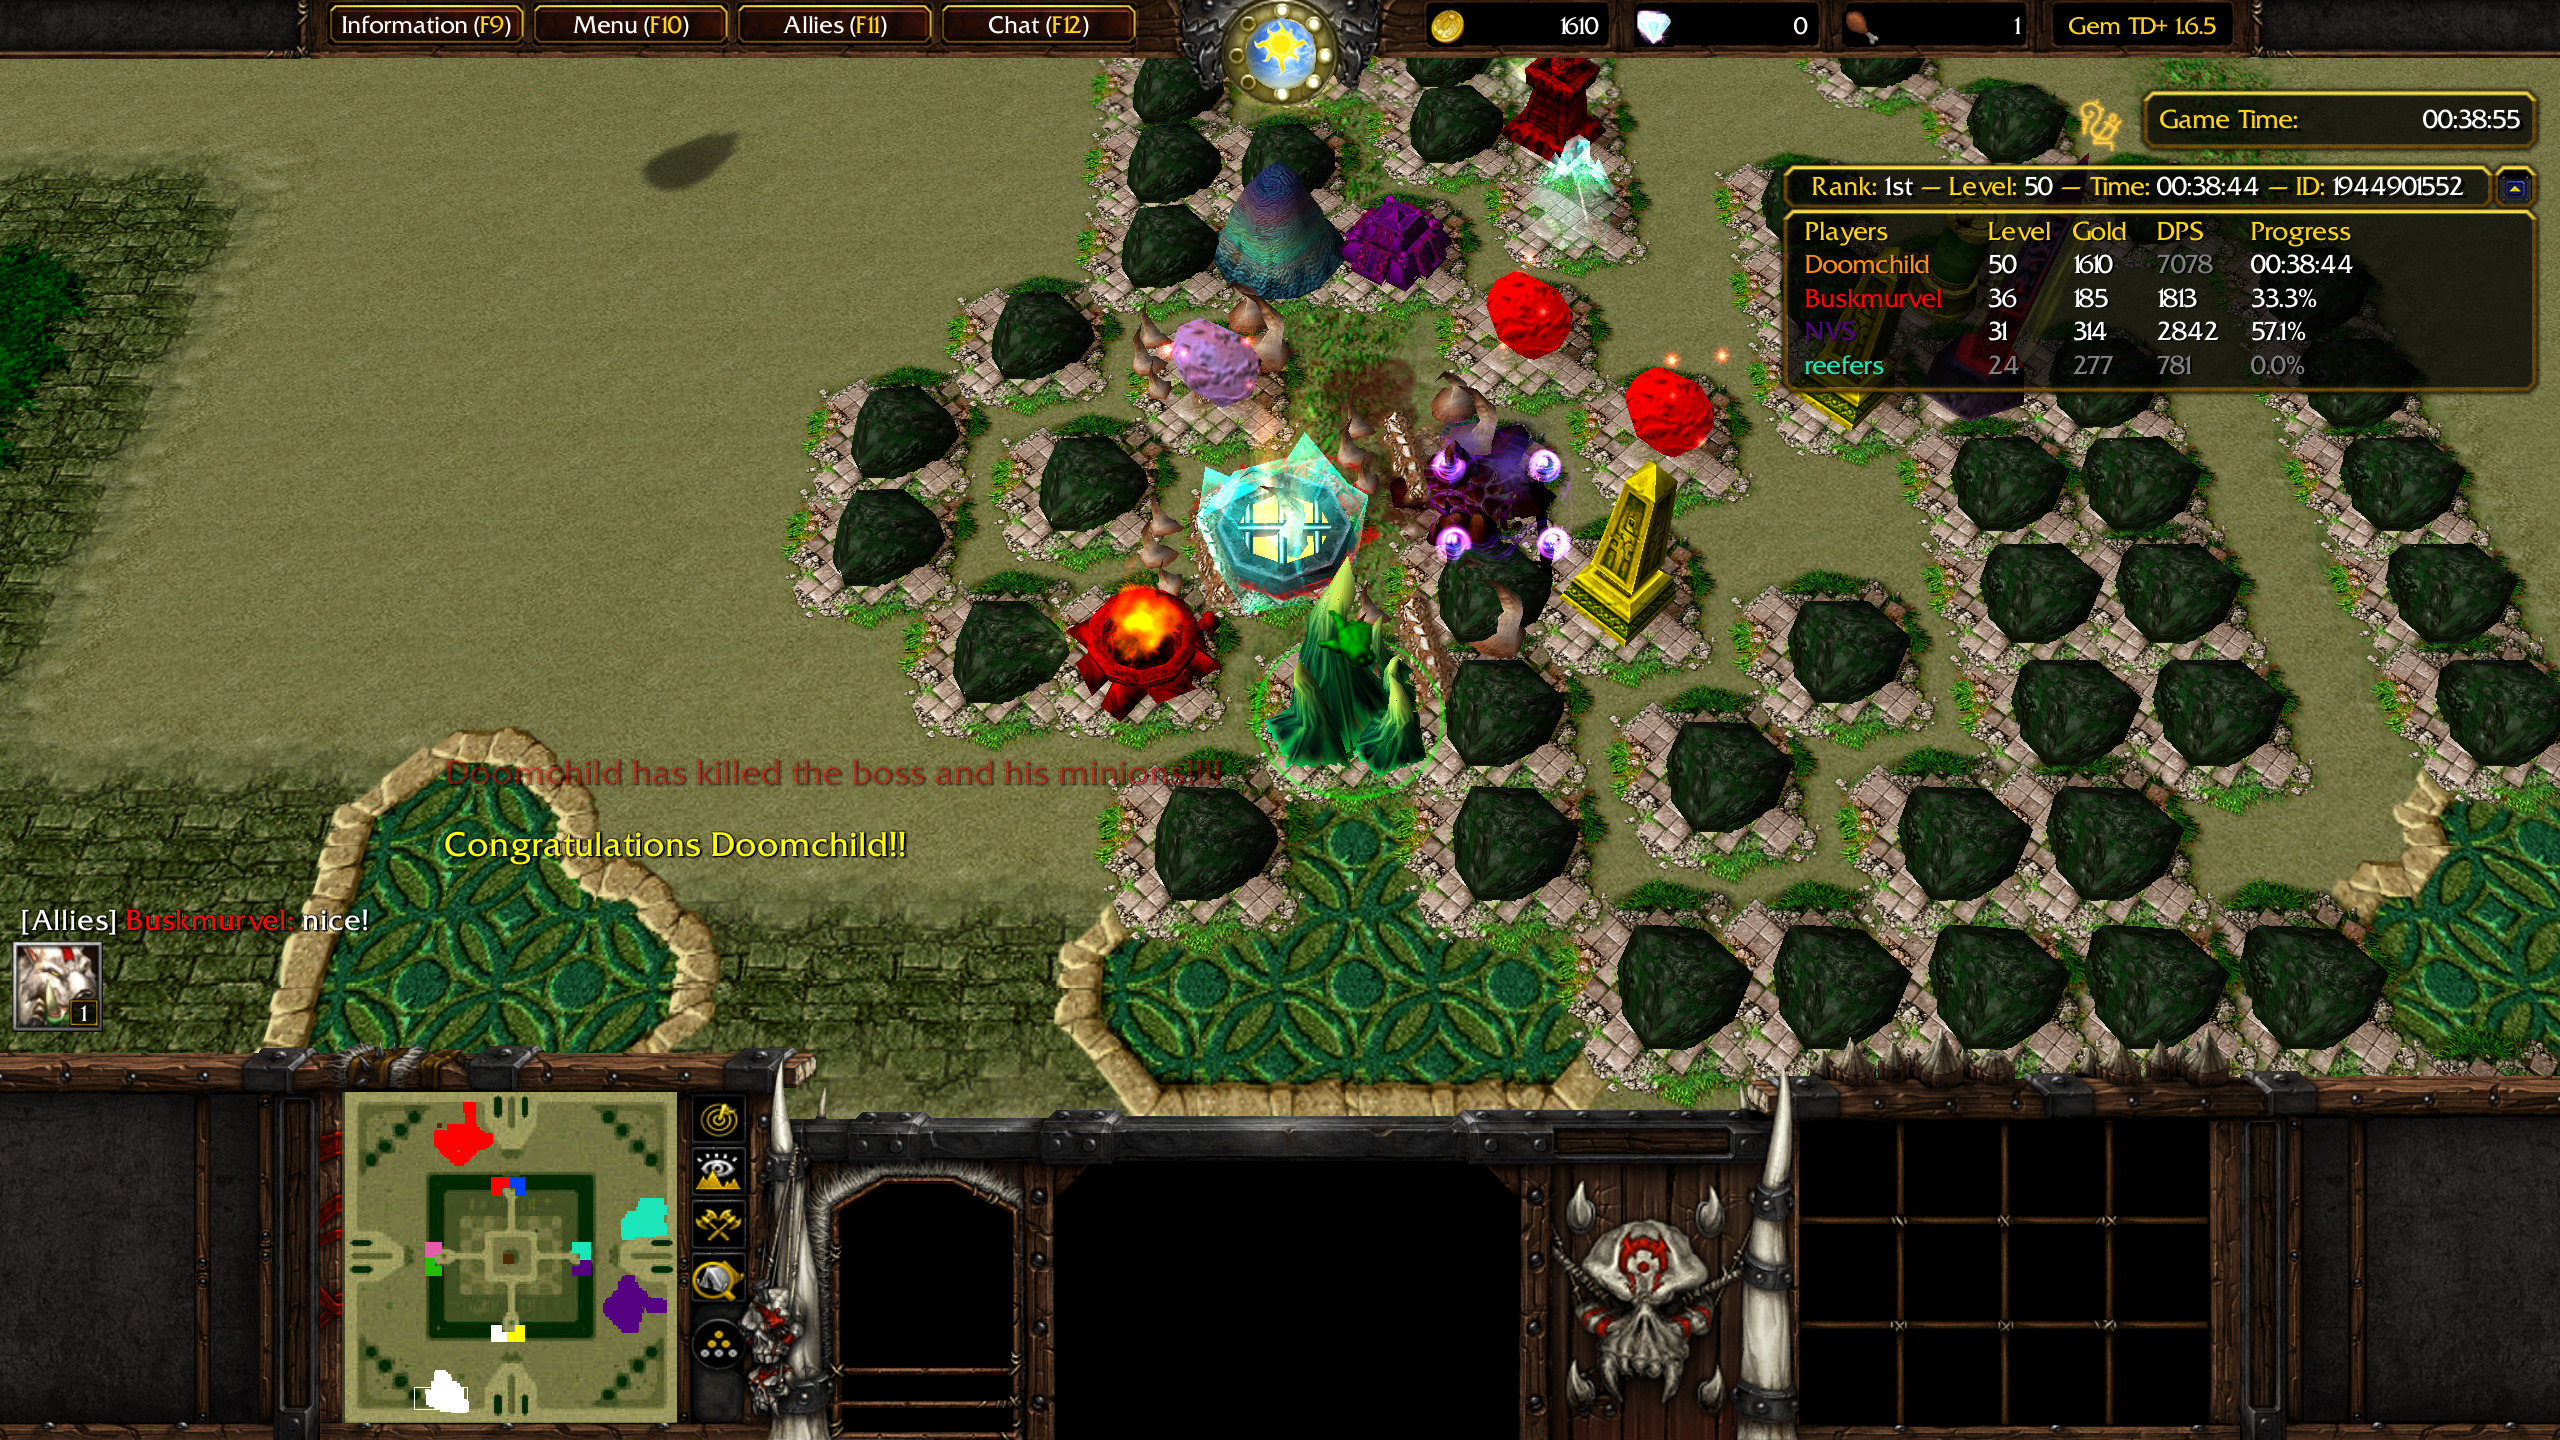 Information (F9) Menu (F10) Allies (F11) Chat (F12) 1610 0 1 Gem TD+ 1.6.5
Game Time: 00:38:55
Rank: 1st – Level: 50 – Time: 00:38:44 – ID: 1944901552
Players Level Gold DPS Progress
Doomchild 50 1610 7078 00:38:44
Buskmurvel 36 185 1813 33.3%
NVS 31 314 2842 57.1%
reefers 24 277 781 0.0%
Doomchild has killed the boss and his minions!!!!
Congratulations Doomchild!!
[Allies] Buskmurvel: nice!
1